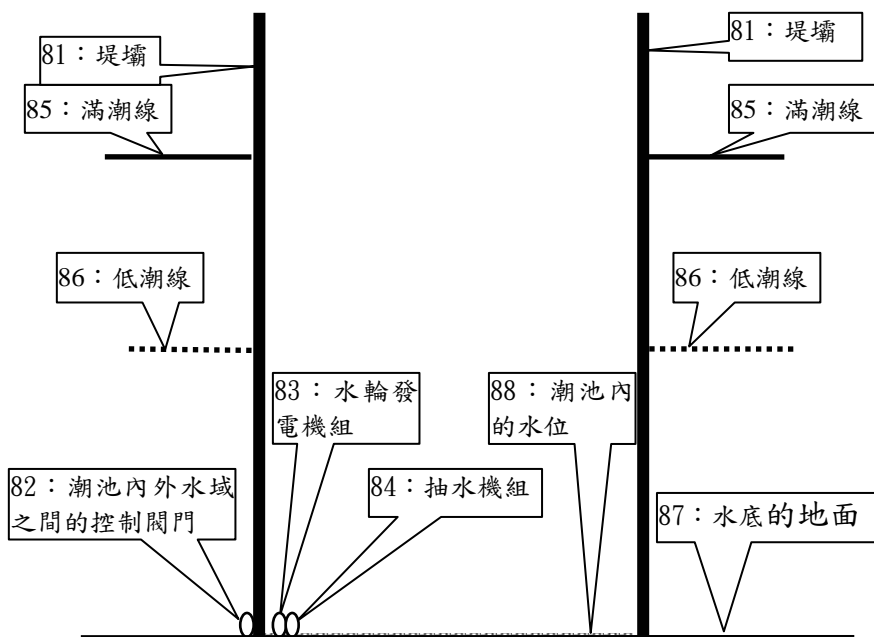 81：堤壩
81：堤壩
85：滿潮線
85：滿潮線
86：低潮線
86：低潮線
83：水輪發
電機組
88：潮池內
的水位
82：潮池內外水域
之間的控制閥門
84：抽水機組
87：水底的地面